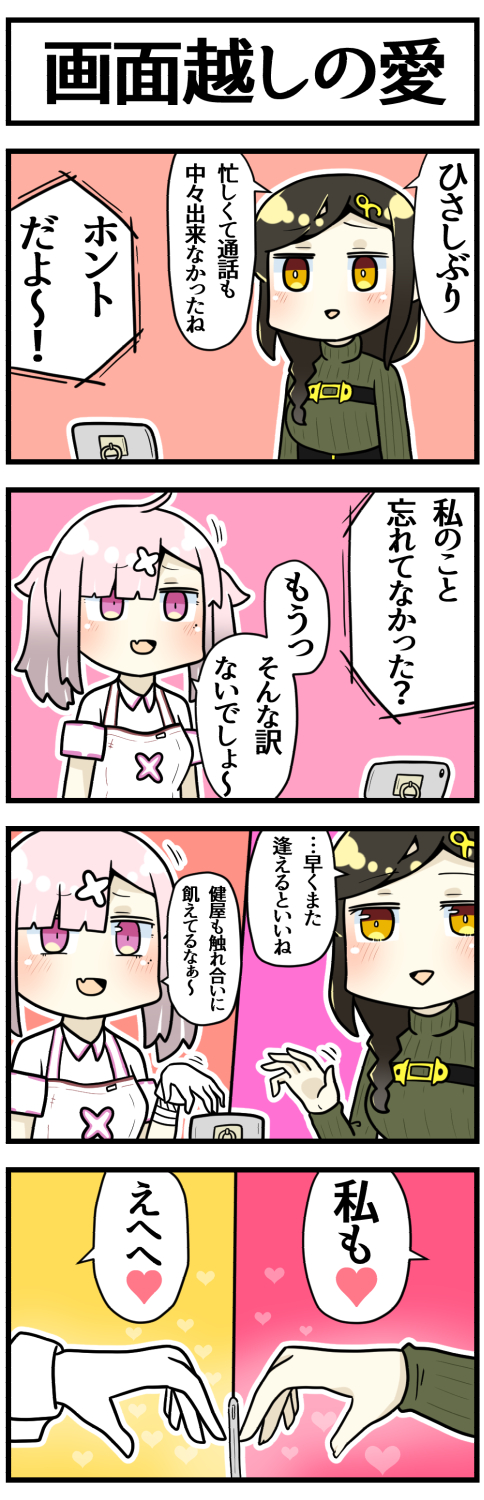 画面越しの愛
ひさしぶり
忙しくて通話も
中々出来なかったね
ホント
だよ～！
私のこと
忘れてなかった？
もうっ
そんな訳
ないでしょ～
…早くまた
逢えるといいね
健屋も触れ合いに
飢えてるなぁ～
私も♥
えへへ♥